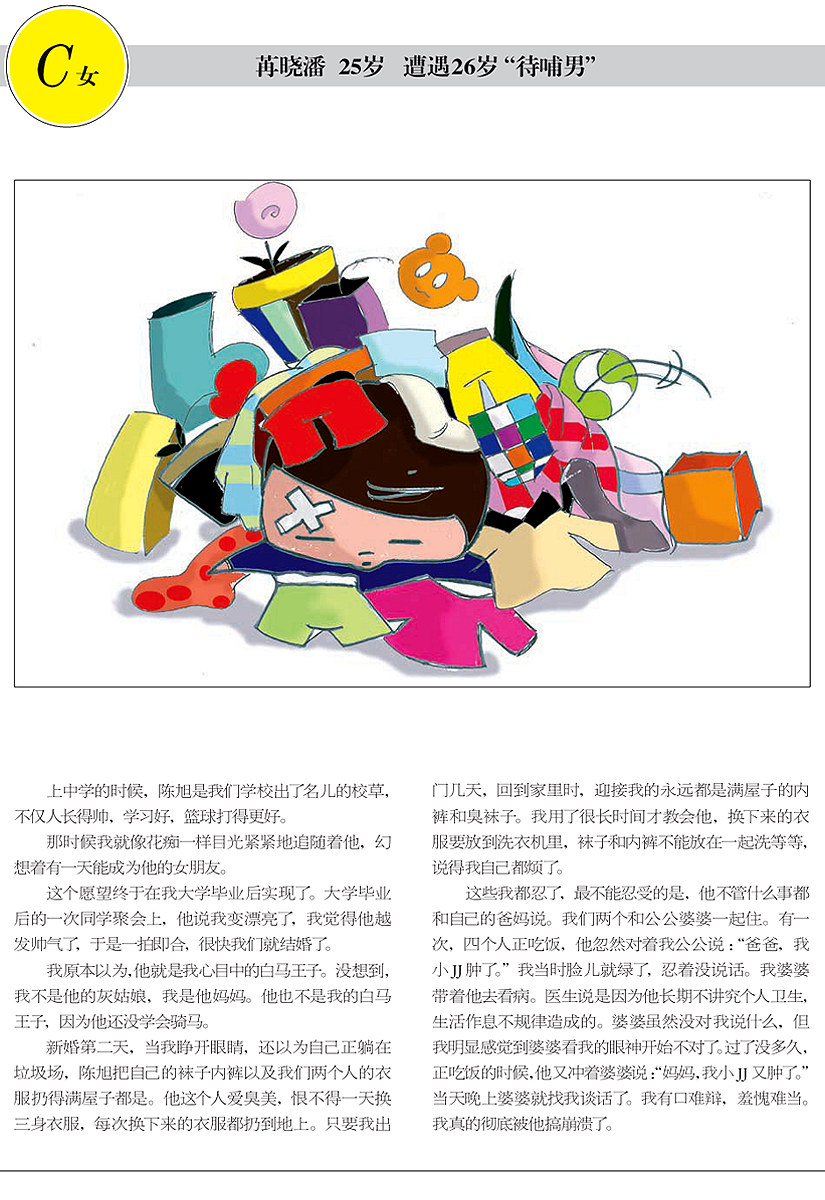 C女
苒晓潘 25岁 遭遇26岁“待哺男”
上中学的时候，陈旭是我们学校出了名儿的校草，
不仅人长得帅，学习好，篮球打得更好。
那时候我就像花痴一样目光紧紧地追随着他，幻
想着有一天能成为他的女朋友。
这个愿望终于在我大学毕业后实现了。大学毕业
后的一次同学聚会上，他说我变漂亮了，我觉得他越
发帅气了，于是一拍即合，很快我们就结婚了。
我原本以为，他就是我心目中的白马王子。没想到，
我不是他的灰姑娘，我是他妈妈。他也不是我的白马
王子，因为他还没学会骑马。
新婚第二天，当我睁开眼睛，还以为自己正躺在
垃圾场，陈旭把自己的袜子内裤以及我们两个人的衣
服扔得满屋子都是。他这个人爱臭美，恨不得一天换
三身衣服，每次换下来的衣服都扔到地上。只要我出
门几天，回到家里时，迎接我的永远都是满屋子的内
裤和臭袜子。我用了很长时间才教会他，换下来的衣
服要放到洗衣机里，袜子和内裤不能放在一起洗等等，
说得我自己都烦了。
这些我都忍了，最不能忍受的是，他不管什么事都
和自己的爸妈说。我们两个和公公婆婆一起住。有一
次，四个人正吃饭，他忽然对着我公公说：“爸爸，我
小JJ肿了。”我当时脸儿就绿了，忍着没说话。我婆婆
带着他去看病。医生说是因为他长期不讲究个人卫生，
生活作息不规律造成的。婆婆虽然没对我说什么，但
我明显感觉到婆婆看我的眼神开始不对了。过了没多久，
正吃饭的时候，他又冲着婆婆说：“妈妈，我小JJ又肿了。”
当天晚上婆婆就找我谈话了。我有口难辩，羞愧难当。
我真的彻底被他搞崩溃了。